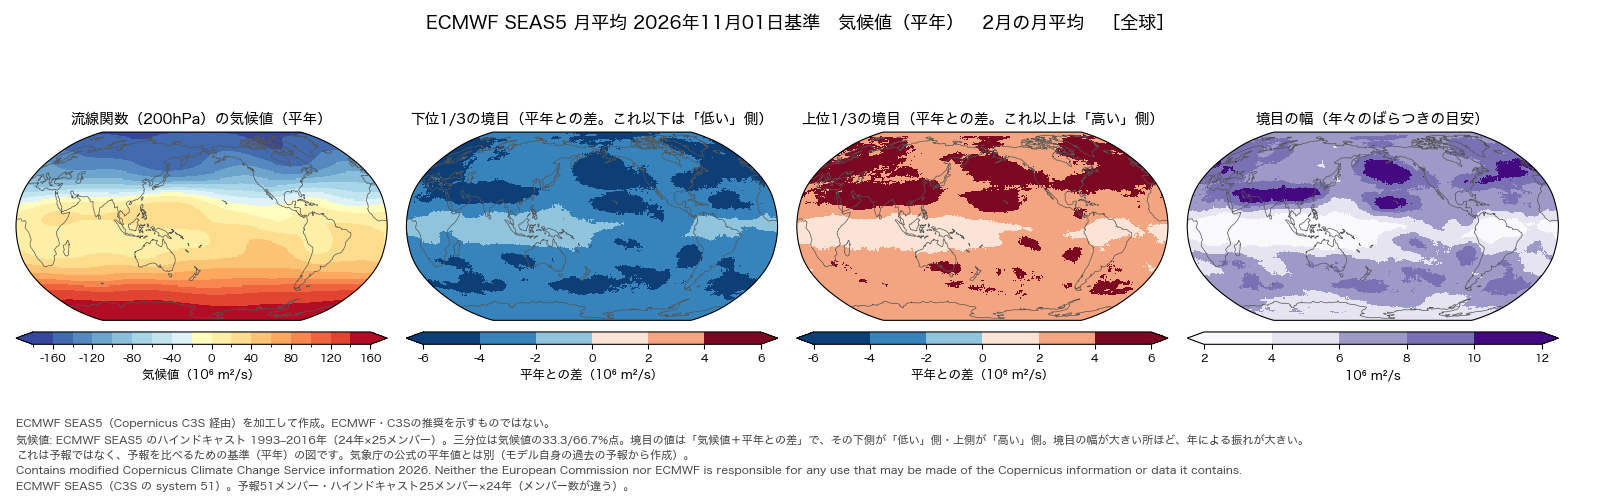 ECMWF SEAS5 月平均 2026年11月01日基準　気候値（平年）　2月の月平均　［全球］
流線関数（200hPa）の気候値（平年）
下位1/3の境目（平年との差。これ以下は「低い」側）
上位1/3の境目（平年との差。これ以上は「高い」側）
境目の幅（年々のばらつきの目安）
-160 -120 -80 -40 0 40 80 120 160
-6 -4 -2 0 2 4 6
-6 -4 -2 0 2 4 6
2 4 6 8 10 12
気候値（10⁶ m²/s）
平年との差（10⁶ m²/s）
平年との差（10⁶ m²/s）
10⁶ m²/s
ECMWF SEAS5（Copernicus C3S 経由）を加工して作成。ECMWF・C3Sの推奨を示すものではない。
気候値: ECMWF SEAS5 のハインドキャスト 1993–2016年（24年×25メンバー）。三分位は気候値の33.3/66.7%点。境目の値は「気候値＋平年との差」で、その下側が「低い」側・上側が「高い」側。境目の幅が大きい所ほど、年による振れが大きい。
これは予報ではなく、予報を比べるための基準（平年）の図です。気象庁の公式の平年値とは別（モデル自身の過去の予報から作成）。
Contains modified Copernicus Climate Change Service information 2026. Neither the European Commission nor ECMWF is responsible for any use that may be made of the Copernicus information or data it contains.
ECMWF SEAS5（C3S の system 51）。予報51メンバー・ハインドキャスト25メンバー×24年（メンバー数が違う）。